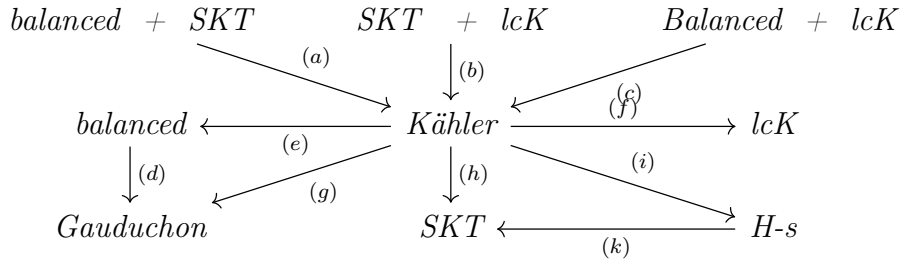 balanced + SKT SKT + lcK Balanced + lcK
(a) (b) (c)
(f)
balanced Kähler lcK
(e)
(d) (g) (h) (i)
Gauduchon SKT H-s
(k)